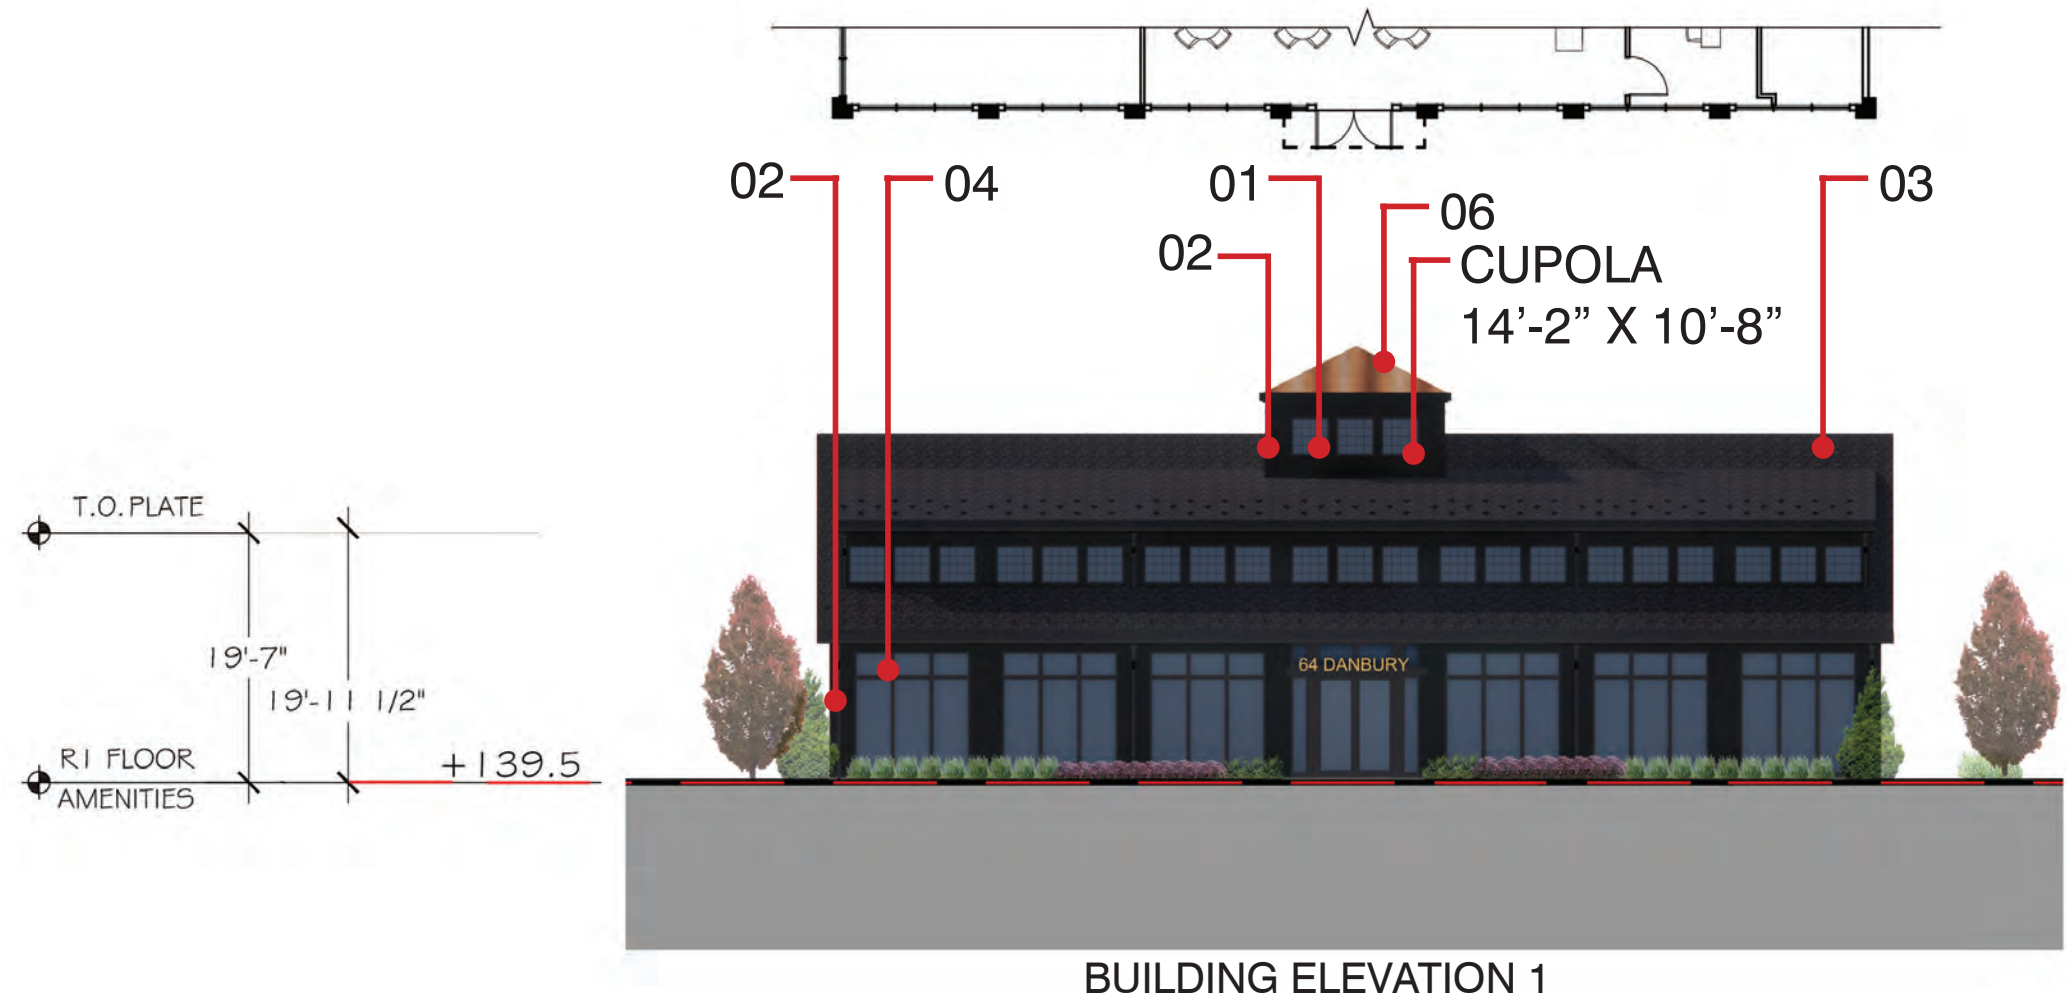 02
04
01
06
03
02
CUPOLA
14’-2” X 10’-8”
T.O. PLATE
19'-7"
64 DANBURY
19'-11 1/2"
R1 FLOOR
+139.5
AMENITIES
BUILDING ELEVATION 1